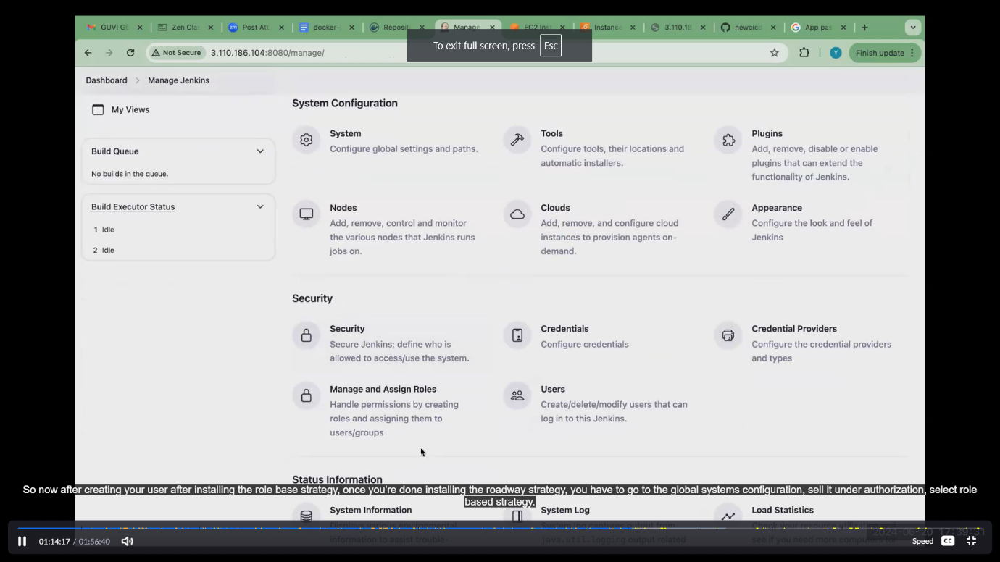 GUVI G
Zen Cla
Post Att
docker-
Reposit
Manage
EC2 Ins
Instance
3.110.18
newcicd
App pas
To exit full screen, press Esc
Not Secure 3.110.186.104:8080/manage/
Y
Finish update
Dashboard > Manage Jenkins
My Views
Build Queue
No builds in the queue.
Build Executor Status
1 Idle
2 Idle
System Configuration
System
Configure global settings and paths.
Tools
Configure tools, their locations and
automatic installers.
Plugins
Add, remove, disable or enable
plugins that can extend the
functionality of Jenkins.
Nodes
Add, remove, control and monitor
the various nodes that Jenkins runs
jobs on.
Clouds
Add, remove, and configure cloud
instances to provision agents on-
demand.
Appearance
Configure the look and feel of
Jenkins
Security
Security
Secure Jenkins; define who is
allowed to access/use the system.
Credentials
Configure credentials
Credential Providers
Configure the credential providers
and types
Manage and Assign Roles
Handle permissions by creating
roles and assigning them to
users/groups
Users
Create/delete/modify users that can
log in to this Jenkins.
Status Information
So now after creating your user after installing the role base strategy, once you're done installing the roadway strategy, you have to go to the global systems configuration, sell it under authorization, select role
based strategy.
System Information
Displays various environmental
information to assist trouble-
System Log
System log captures output from
java.util.logging output related
Load Statistics
Check your resource utilization
see if you need more computers for
2024-06-20 17:39:31
01:14:17 / 01:56:40
Speed
CC